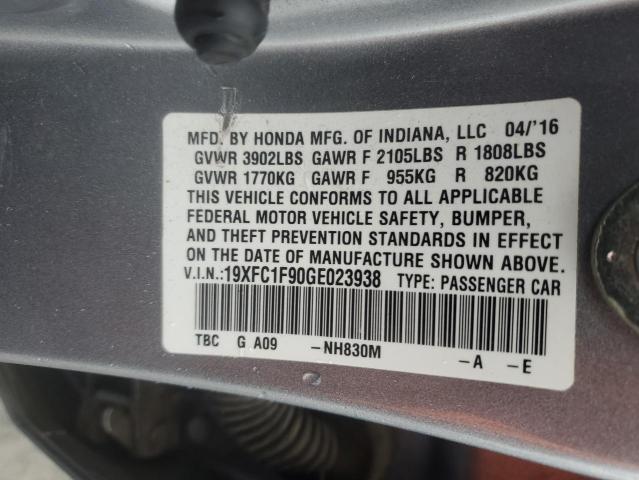 MFD. BY HONDA MFG. OF INDIANA, LLC 04/'16
GVWR 3902LBS GAWR F 2105LBS R 1808LBS
GVWR 1770KG GAWR F 955KG R 820KG
THIS VEHICLE CONFORMS TO ALL APPLICABLE
FEDERAL MOTOR VEHICLE SAFETY, BUMPER,
AND THEFT PREVENTION STANDARDS IN EFFECT
ON THE DATE OF MANUFACTURE SHOWN ABOVE.
V.I.N.:19XFC1F90GE023938 TYPE: PASSENGER CAR
TBC G A09 -NH830M -A -E